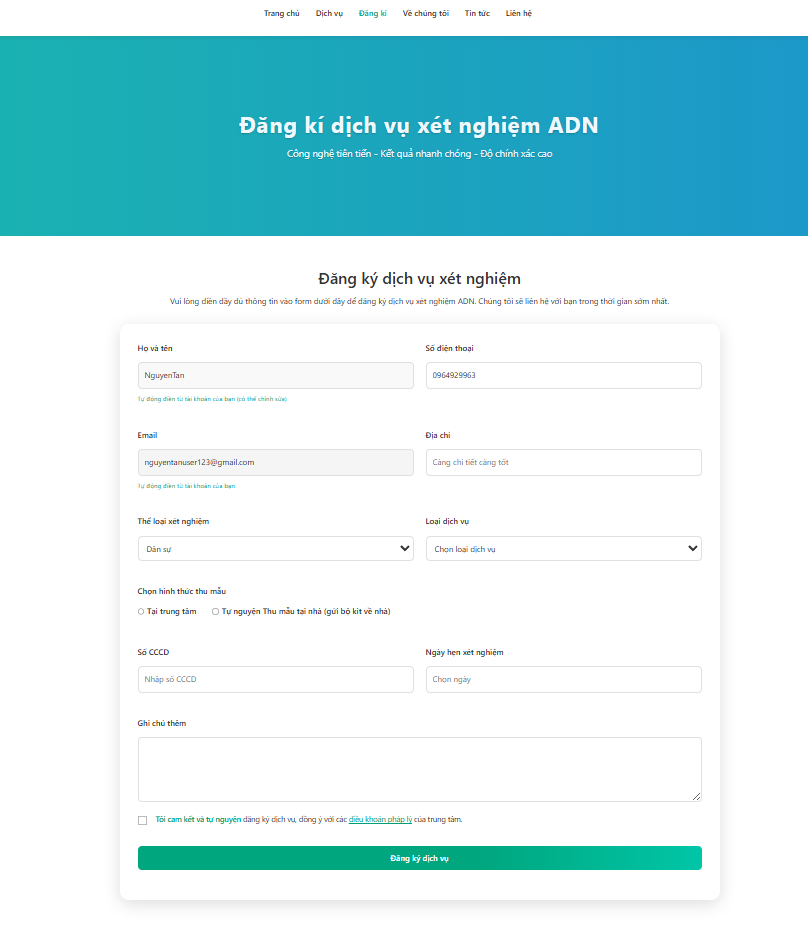 Trang chủ Dịch vụ Đăng kí Về chúng tôi Tin tức Liên hệ
Đăng kí dịch vụ xét nghiệm ADN
Công nghệ tiên tiến - Kết quả nhanh chóng - Độ chính xác cao
Đăng ký dịch vụ xét nghiệm
Vui lòng điền đầy đủ thông tin vào form dưới đây để đăng ký dịch vụ xét nghiệm ADN. Chúng tôi sẽ liên hệ với bạn trong thời gian sớm nhất.
Họ và tên Số điện thoại
NguyenTan 0964929963
Tự động điền từ tài khoản của bạn (có thể chỉnh sửa)
Email Địa chỉ
nguyentanuser123@gmail.com Càng chi tiết càng tốt
Tự động điền từ tài khoản của bạn
Thể loại xét nghiệm Loại dịch vụ
Dân sự Chọn loại dịch vụ
Chọn hình thức thu mẫu
Tại trung tâm Tự nguyện Thu mẫu tại nhà (gửi bộ kit về nhà)
Số CCCD Ngày hẹn xét nghiệm
Nhập số CCCD Chọn ngày
Ghi chú thêm
Tôi cam kết và tự nguyện đăng ký dịch vụ, đồng ý với các điều khoản pháp lý của trung tâm.
Đăng ký dịch vụ